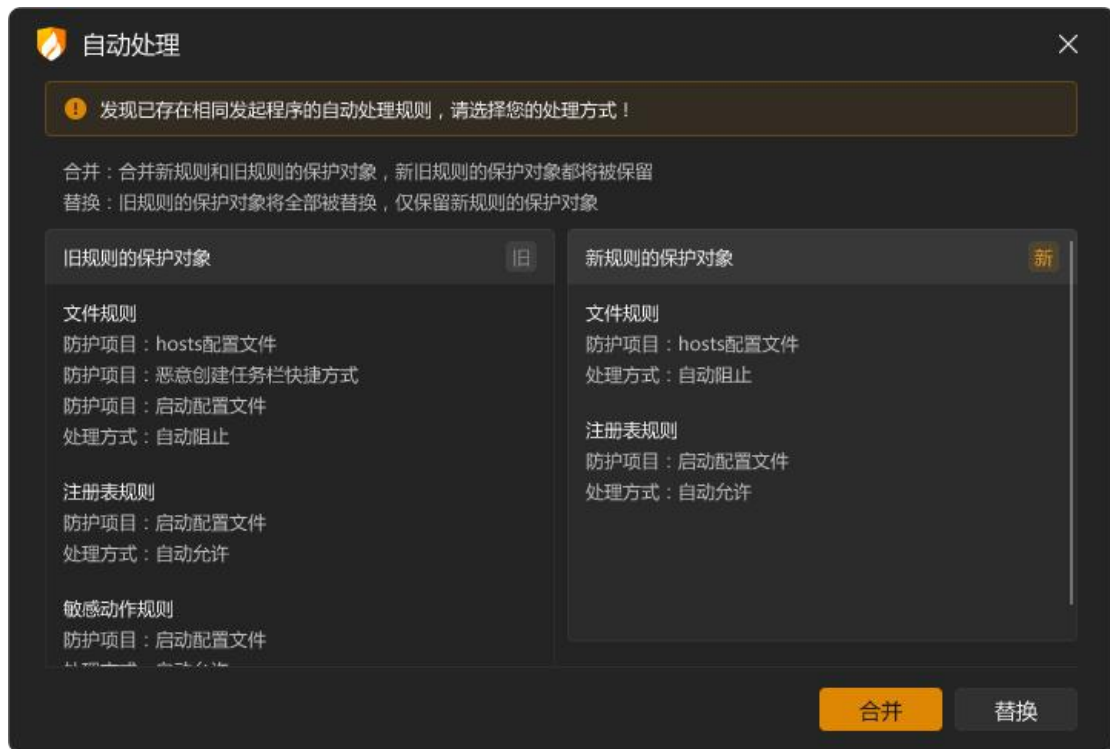 自动处理
发现已存在相同发起程序的自动处理规则，请选择您的处理方式！
合并：合并新规则和旧规则的保护对象，新旧规则的保护对象都将被保留
替换：旧规则的保护对象将全部被替换，仅保留新规则的保护对象
旧规则的保护对象
旧
文件规则
防护项目：hosts配置文件
防护项目：恶意创建任务栏快捷方式
防护项目：启动配置文件
处理方式：自动阻止
注册表规则
防护项目：启动配置文件
处理方式：自动允许
敏感动作规则
防护项目：启动配置文件
新规则的保护对象
新
文件规则
防护项目：hosts配置文件
处理方式：自动阻止
注册表规则
防护项目：启动配置文件
处理方式：自动允许
合并
替换